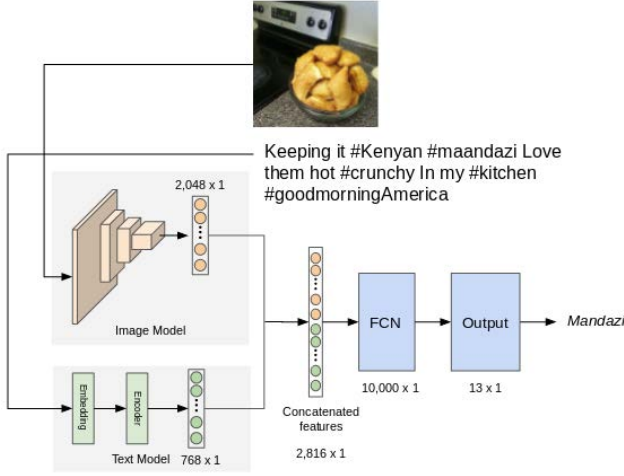 Keeping it #Kenyan #maandazi Love
them hot #crunchy In my #kitchen
#goodmorningAmerica
2,048 x 1
Image Model
FCN
Output
Mandazi
10,000 x 1
13 x 1
Embedding
Encoder
Concatenated
features
Text Model
768 x 1
2,816 x 1